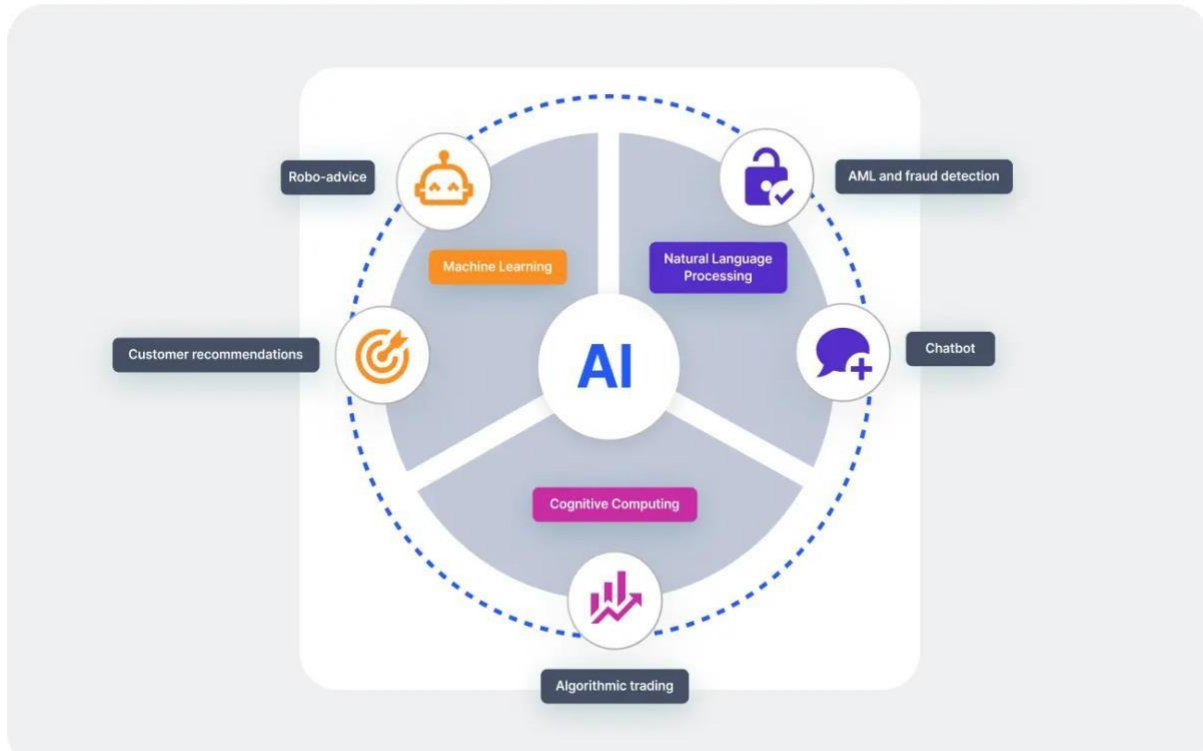 Robo-advice
AML and fraud detection
Machine Learning
Natural Language
Processing
Customer recommendations
AI
Chatbot
Cognitive Computing
Algorithmic trading